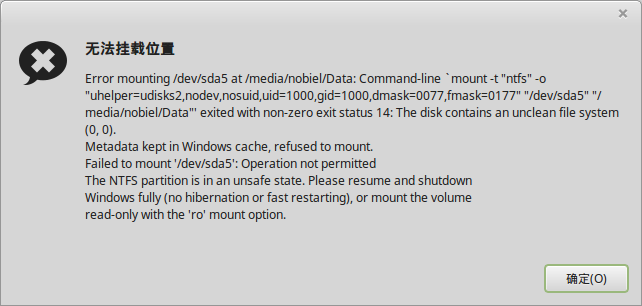 无法挂载位置
Error mounting /dev/sda5 at /media/nobiel/Data: Command-line `mount -t "ntfs" -o
"uhelper=udisks2,nodev,nosuid,uid=1000,gid=1000,dmask=0077,fmask=0177" "/dev/sda5" "/
media/nobiel/Data"' exited with non-zero exit status 14: The disk contains an unclean file system
(0, 0).
Metadata kept in Windows cache, refused to mount.
Failed to mount '/dev/sda5': Operation not permitted
The NTFS partition is in an unsafe state. Please resume and shutdown
Windows fully (no hibernation or fast restarting), or mount the volume
read-only with the 'ro' mount option.
确定(O)